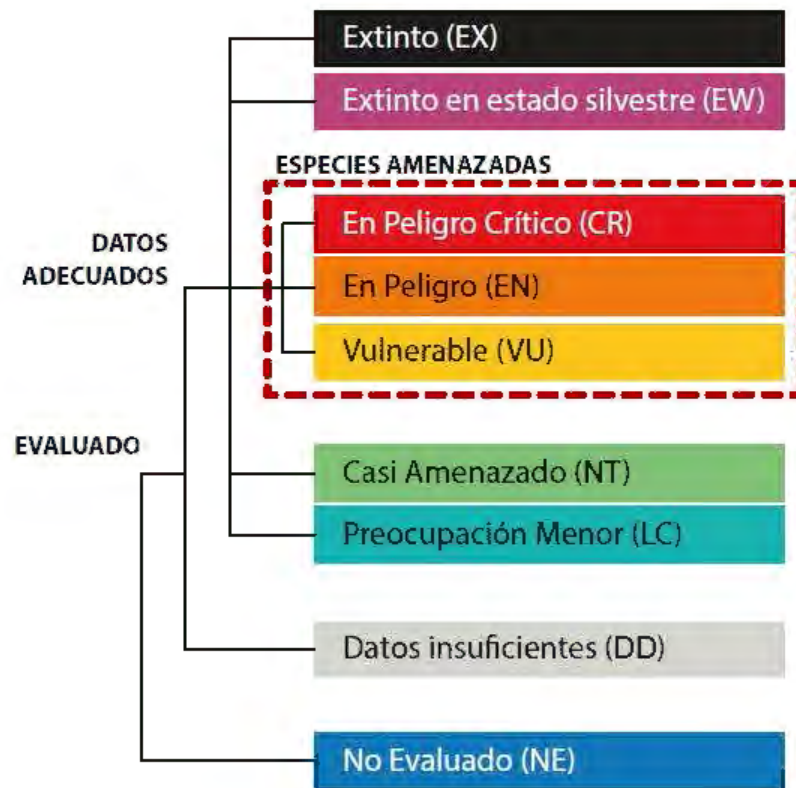 Extinto (EX)
Extinto en estado silvestre (EW)
ESPECIES AMENAZADAS
En Peligro Crítico (CR)
DATOS
ADECUADOS
En Peligro (EN)
Vulnerable (VU)
EVALUADO
Casi Amenazado (NT)
Preocupación Menor (LC)
Datos insuficientes (DD)
No Evaluado (NE)